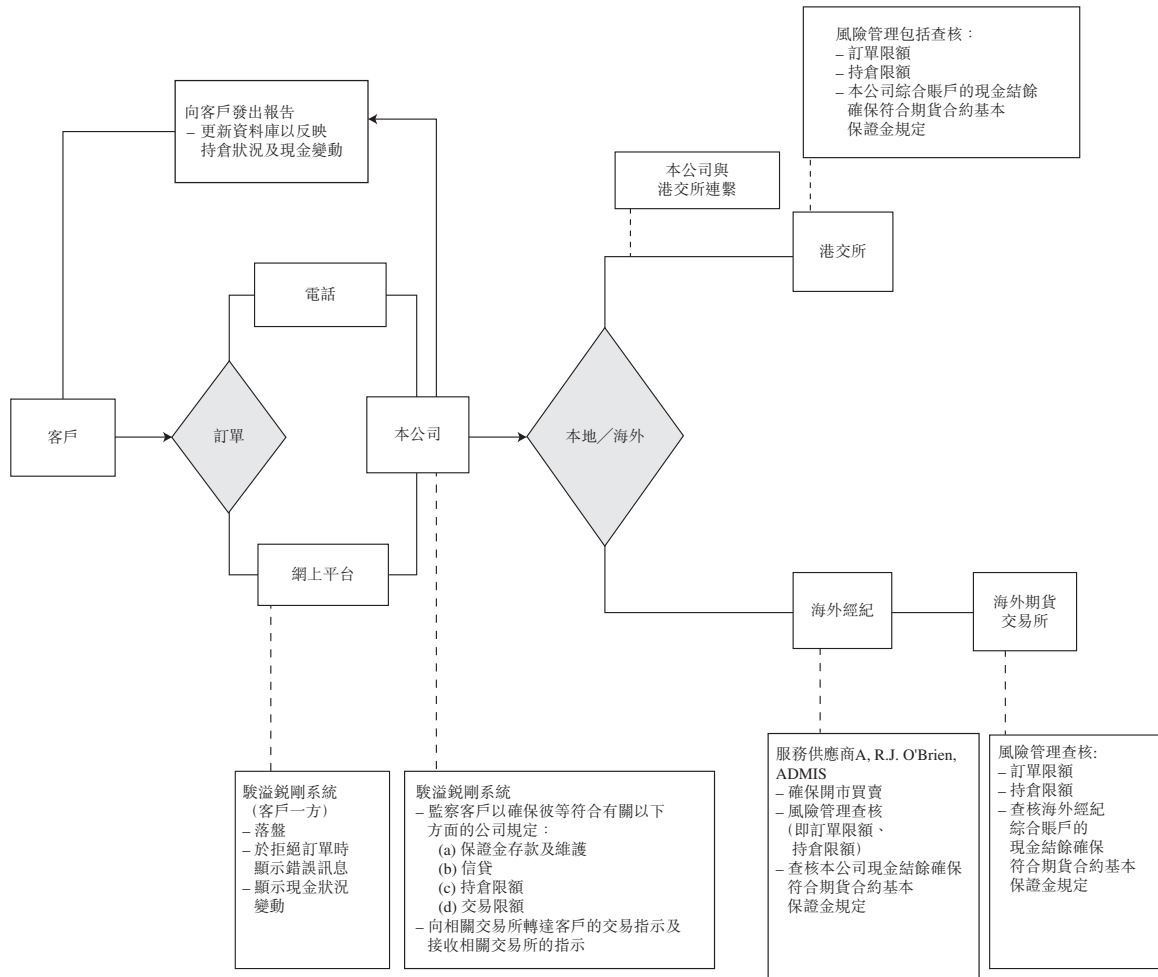 風險管理包括查核：
– 訂單限額
– 持倉限額
– 本公司綜合賬戶的現金結餘
確保符合期貨合約基本
保證金規定
向客戶發出報告
– 更新資料庫以反映
持倉狀況及現金變動
本公司與
港交所連繫
港交所
電話
客戶
訂單
本公司
本地／海外
網上平台
海外經紀
海外期貨
交易所
駿溢銳剛系統
（客戶一方）
– 落盤
– 於拒絕訂單時
顯示錯誤訊息
– 顯示現金狀況
變動
駿溢銳剛系統
– 監察客戶以確保彼等符合有關以下
方面的公司規定：
(a) 保證金存款及維護
(b) 信貸
(c) 持倉限額
(d) 交易限額
– 向相關交易所轉達客戶的交易指示及
接收相關交易所的指示
服務供應商A, R.J. O'Brien,
ADMIS
– 確保開市買賣
– 風險管理查核
（即訂單限額、
持倉限額）
– 查核本公司現金結餘確保
符合期貨合約基本
保證金規定
風險管理查核:
– 訂單限額
– 持倉限額
– 查核海外經紀
綜合賬戶的
現金結餘確保
符合期貨合約基本
保證金規定